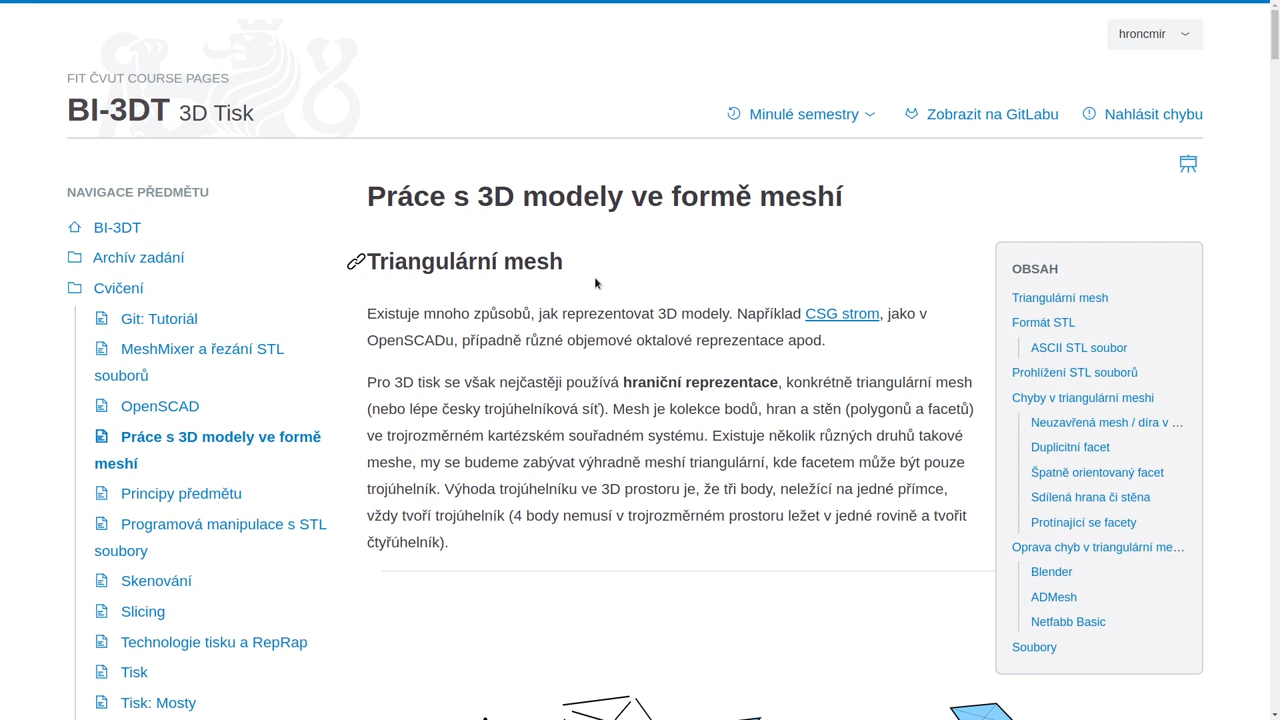 hroncmir
FIT ČVUT COURSE PAGES
BI-3DT 3D Tisk
Minulé semestry
Zobrazit na GitLabu
Nahlásit chybu
NAVIGACE PŘEDMĚTU
BI-3DT
Archív zadání
Cvičení
Git: Tutoriál
MeshMixer a řezání STL
souborů
OpenSCAD
Práce s 3D modely ve formě
meshí
Principy předmětu
Programová manipulace s STL
soubory
Skenování
Slicing
Technologie tisku a RepRap
Tisk
Tisk: Mosty
Práce s 3D modely ve formě meshí
Triangulární mesh
Existuje mnoho způsobů, jak reprezentovat 3D modely. Například CSG strom, jako v
OpenSCADu, případně různé objemové oktalové reprezentace apod.
Pro 3D tisk se však nejčastěji používá hraniční reprezentace, konkrétně triangulární mesh
(nebo lépe česky trojúhelníková síť). Mesh je kolekce bodů, hran a stěn (polygonů a facetů)
ve trojrozměrném kartézském souřadném systému. Existuje několik různých druhů takové
meshe, my se budeme zabývat výhradně meshí triangulární, kde facetem může být pouze
trojúhelník. Výhoda trojúhelníku ve 3D prostoru je, že tři body, neležící na jedné přímce,
vždy tvoří trojúhelník (4 body nemusí v trojrozměrném prostoru ležet v jedné rovině a tvořit
čtyřúhelník).
OBSAH
Triangulární mesh
Formát STL
ASCII STL soubor
Prohlížení STL souborů
Chyby v triangulární meshi
Neuzavřená mesh / díra v ...
Duplicitní facet
Špatně orientovaný facet
Sdílená hrana či stěna
Protínající se facety
Oprava chyb v triangulární me...
Blender
ADMesh
Netfabb Basic
Soubory